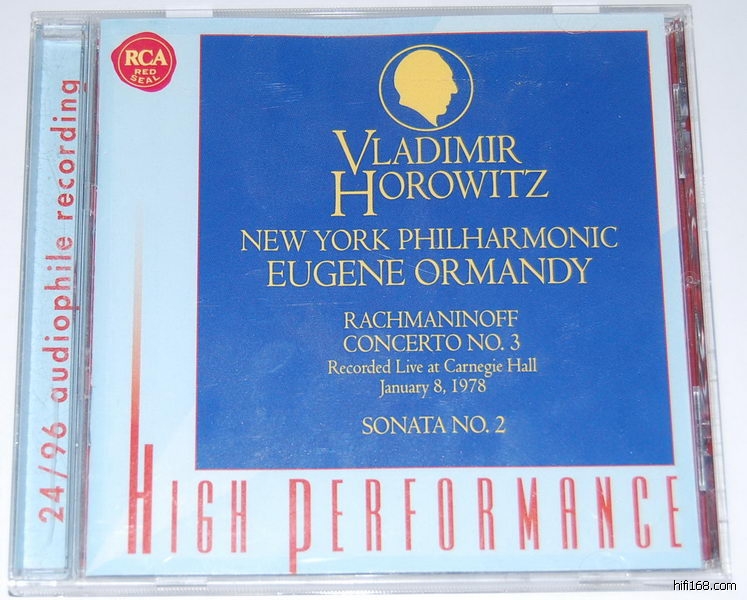 RCA
RED
SEAL
24/96 audiophile recording
VLADIMIR
HOROWITZ
NEW YORK PHILHARMONIC
EUGENE ORMANDY
RACHMANINOFF
CONCERTO NO. 3
Recorded Live at Carnegie Hall
January 8, 1978
SONATA NO. 2
HIGH PERFORMANCE
hifi168.com